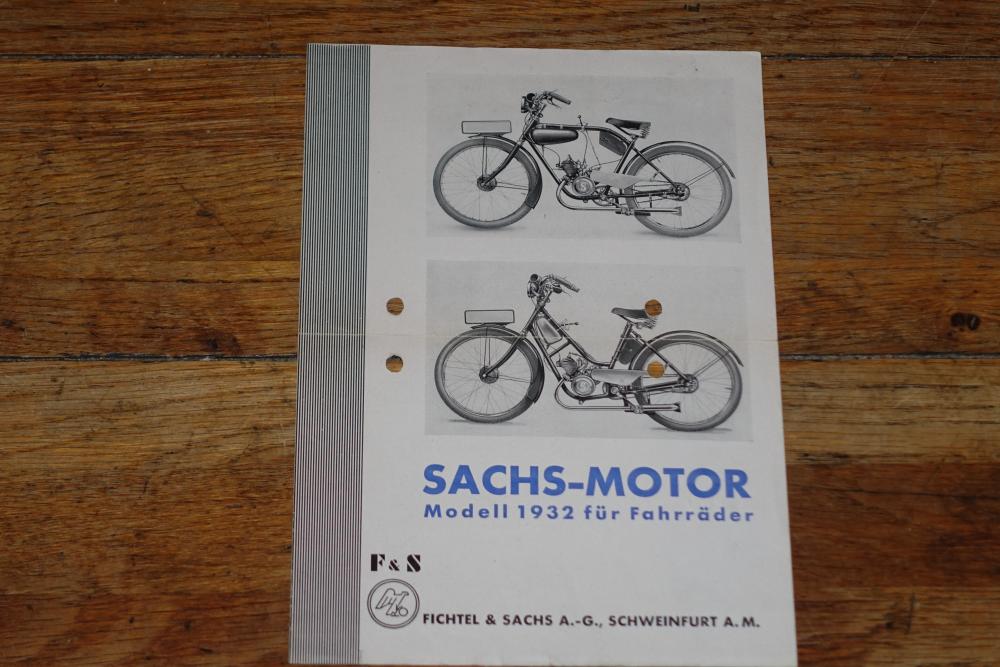 SACHS-MOTOR
Modell 1932 für Fahrräder
F & S
FICHTEL & SACHS A.-G., SCHWEINFURT A. M.